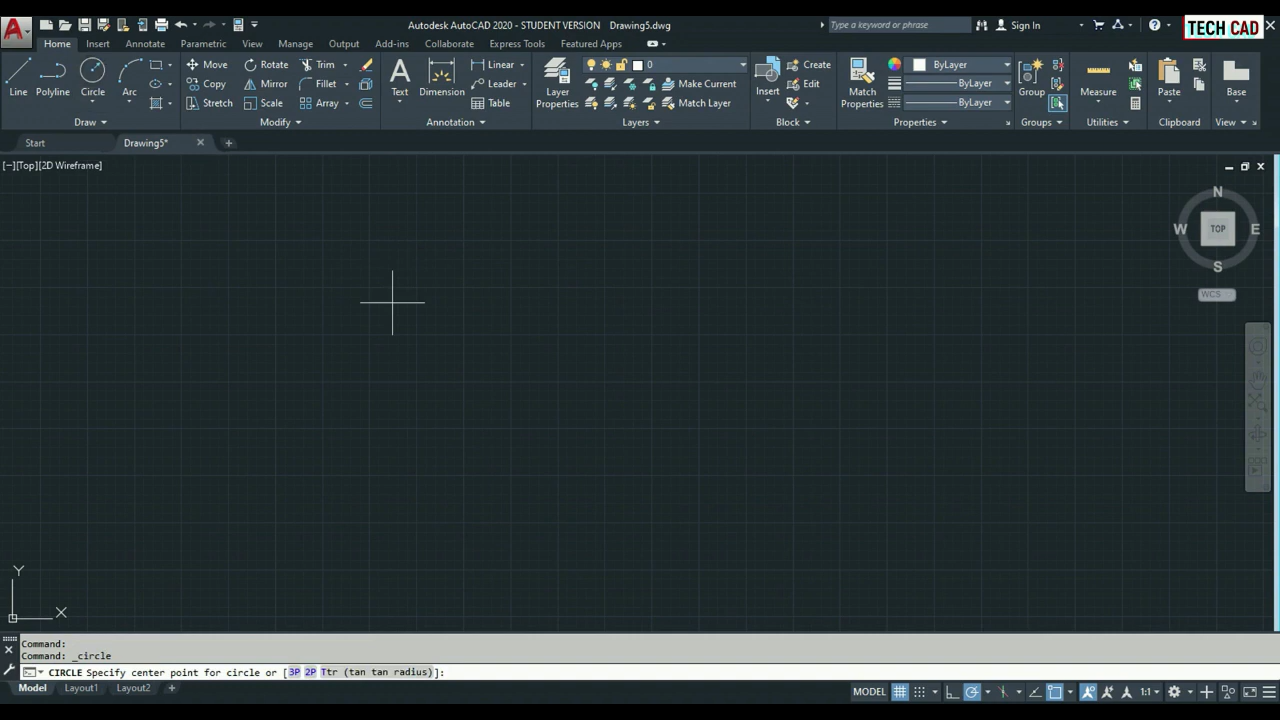 Autodesk AutoCAD 2020 - STUDENT VERSION Drawing5.dwg
Type a keyword or phrase
Sign In
TECH CAD
Home Insert Annotate Parametric View Manage Output Add-ins Collaborate Express Tools Featured Apps
Line Polyline Circle Arc
Move Rotate Trim
Copy Mirror Fillet
Stretch Scale Array
Text Dimension
Linear
Leader
Table
Layer Properties
0
Make Current
Match Layer
Insert
Create
Edit
Match Properties
ByLayer
ByLayer
ByLayer
Group
Measure
Paste
Base
Draw Modify Annotation Layers Block Properties Groups Utilities Clipboard View
Start Drawing5*
[−][Top][2D Wireframe]
N
W TOP E
S
WCS
Y
X
Command:
Command: _circle
CIRCLE Specify center point for circle or [3P 2P Ttr (tan tan radius)]:
Model Layout1 Layout2
MODEL 1:1